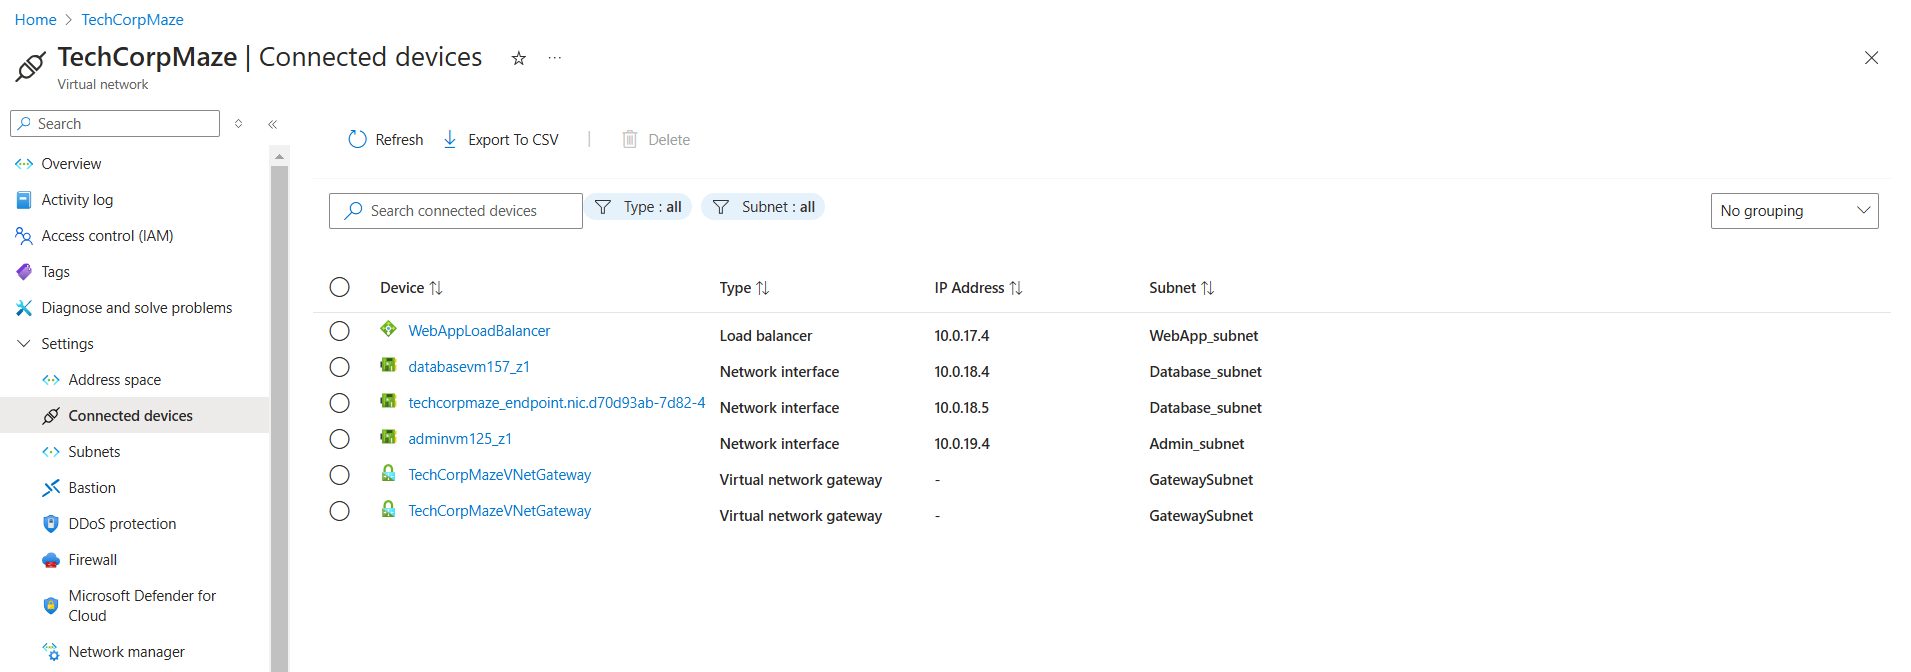 Home > TechCorpMaze
TechCorpMaze | Connected devices
Virtual network
Search
Overview
Activity log
Access control (IAM)
Tags
Diagnose and solve problems
Settings
Address space
Connected devices
Subnets
Bastion
DDoS protection
Firewall
Microsoft Defender for
Cloud
Network manager
Refresh Export To CSV | Delete
Search connected devices Type : all Subnet : all No grouping
Device Type IP Address Subnet
WebAppLoadBalancer Load balancer 10.0.17.4 WebApp_subnet
databasevm157_z1 Network interface 10.0.18.4 Database_subnet
techcorpmaze_endpoint.nic.d70d93ab-7d82-4 Network interface 10.0.18.5 Database_subnet
adminvm125_z1 Network interface 10.0.19.4 Admin_subnet
TechCorpMazeVNetGateway Virtual network gateway - GatewaySubnet
TechCorpMazeVNetGateway Virtual network gateway - GatewaySubnet